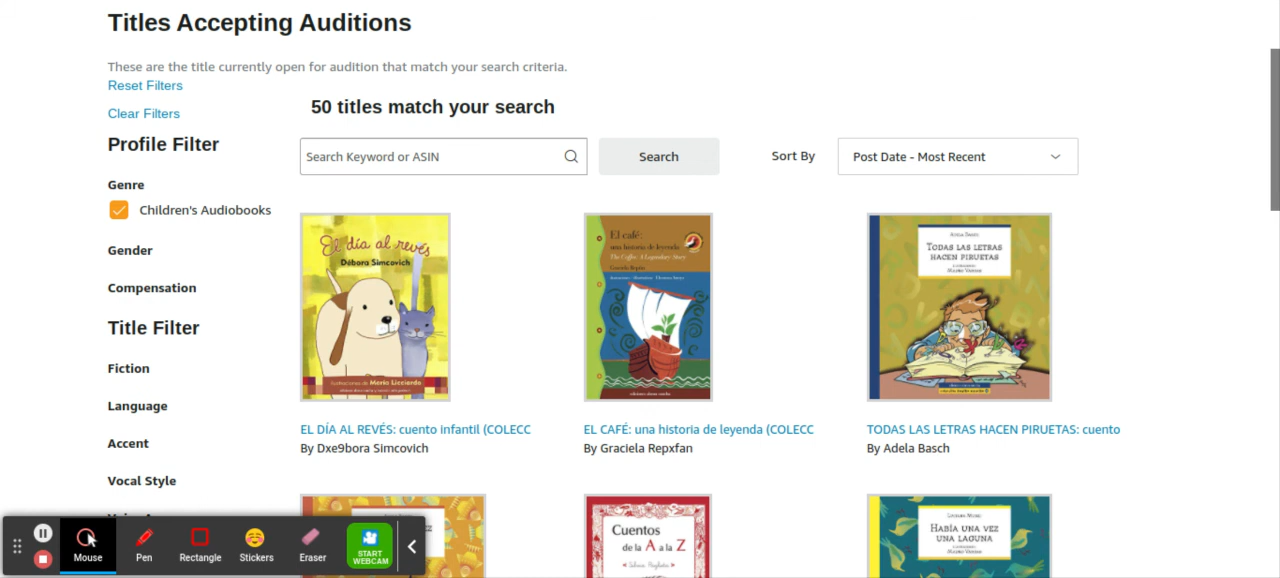 Titles Accepting Auditions
These are the title currently open for audition that match your search criteria.
Reset Filters
Clear Filters
50 titles match your search
Profile Filter
Search Keyword or ASIN
Search
Sort By
Post Date - Most Recent
Genre
Children's Audiobooks
Gender
Compensation
Title Filter
Fiction
Language
Accent
Vocal Style
El día al revés
Débora Simcovich
ilustraciones de María Licciardo
El café:
una historia de leyenda
The Coffee: A Legendary Story
Graciela Repún
ADELA BASCH
TODAS LAS LETRAS
HACEN PIRUETAS
EL DÍA AL REVÉS: cuento infantil (COLECC
By Dxe9bora Simcovich
EL CAFÉ: una historia de leyenda (COLECC
By Graciela Repxfan
TODAS LAS LETRAS HACEN PIRUETAS: cuento
By Adela Basch
Cuentos
de la A a la Z
HABÍA UNA VEZ
UNA LAGUNA
Mouse
Pen
Rectangle
Stickers
Eraser
START
WEBCAM